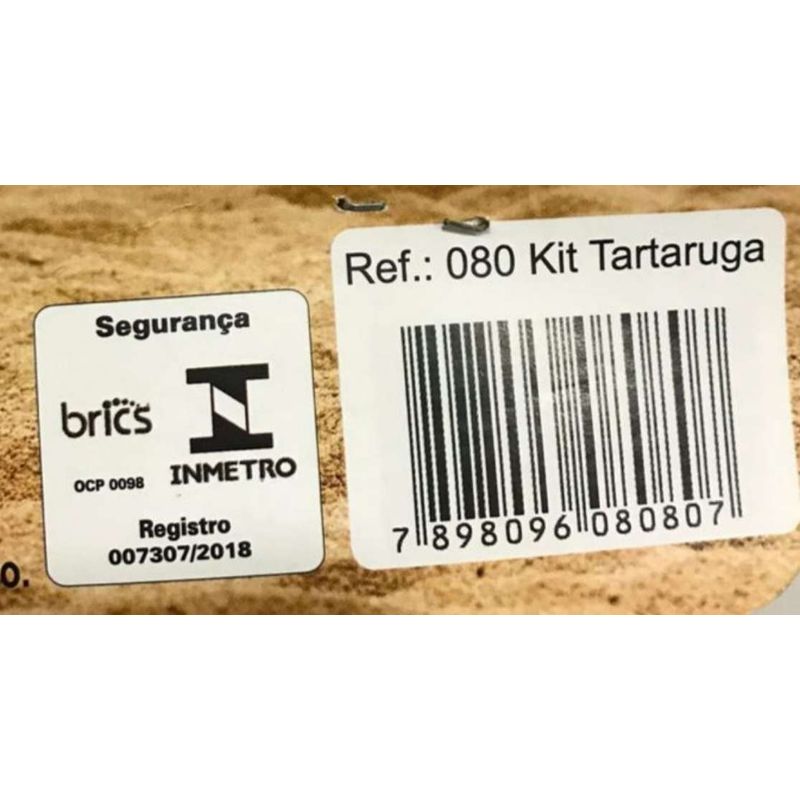 Segurança
brics
OCP 0098
INMETRO
Registro
007307/2018
o.
Ref.: 080 Kit Tartaruga
7 898096 080807